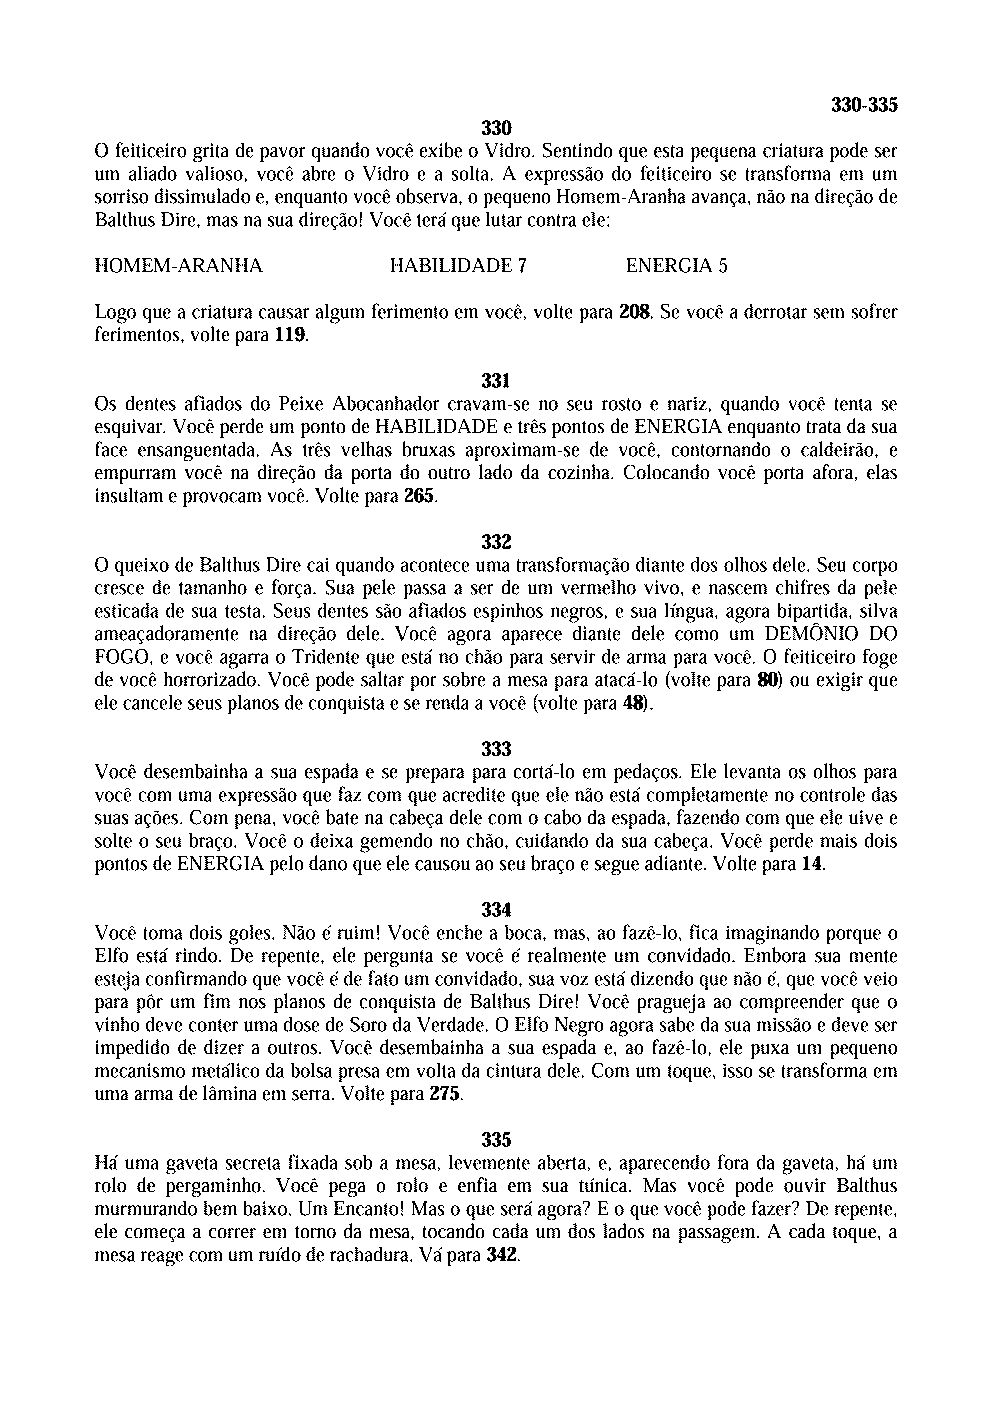 330-335
330
O feiticeiro grita de pavor quando você exibe o Vidro. Sentindo que esta pequena criatura pode ser
um aliado valioso, você abre o Vidro e a solta. A expressão do feiticeiro se transforma em um
sorriso dissimulado e, enquanto você observa, o pequeno Homem-Aranha avança, não na direção de
Balthus Dire, mas na sua direção! Você terá que lutar contra ele:
HOMEM-ARANHA HABILIDADE 7 ENERGIA 5
Logo que a criatura causar algum ferimento em você, volte para 208. Se você a derrotar sem sofrer
ferimentos, volte para 119.
331
Os dentes afiados do Peixe Abocanhador cravam-se no seu rosto e nariz, quando você tenta se
esquivar. Você perde um ponto de HABILIDADE e três pontos de ENERGIA enquanto trata da sua
face ensanguentada. As três velhas bruxas aproximam-se de você, contornando o caldeirão, e
empurram você na direção da porta do outro lado da cozinha. Colocando você porta afora, elas
insultam e provocam você. Volte para 265.
332
O queixo de Balthus Dire cai quando acontece uma transformação diante dos olhos dele. Seu corpo
cresce de tamanho e força. Sua pele passa a ser de um vermelho vivo, e nascem chifres da pele
esticada de sua testa. Seus dentes são afiados espinhos negros, e sua língua, agora bipartida, silva
ameaçadoramente na direção dele. Você agora aparece diante dele como um DEMÔNIO DO
FOGO, e você agarra o Tridente que está no chão para servir de arma para você. O feiticeiro foge
de você horrorizado. Você pode saltar por sobre a mesa para atacá-lo (volte para 80) ou exigir que
ele cancele seus planos de conquista e se renda a você (volte para 48).
333
Você desembainha a sua espada e se prepara para cortá-lo em pedaços. Ele levanta os olhos para
você com uma expressão que faz com que acredite que ele não está completamente no controle das
suas ações. Com pena, você bate na cabeça dele com o cabo da espada, fazendo com que ele uive e
solte o seu braço. Você o deixa gemendo no chão, cuidando da sua cabeça. Você perde mais dois
pontos de ENERGIA pelo dano que ele causou ao seu braço e segue adiante. Volte para 14.
334
Você toma dois goles. Não é ruim! Você enche a boca, mas, ao fazê-lo, fica imaginando porque o
Elfo está rindo. De repente, ele pergunta se você é realmente um convidado. Embora sua mente
esteja confirmando que você é de fato um convidado, sua voz está dizendo que não é, que você veio
para pôr um fim nos planos de conquista de Balthus Dire! Você pragueja ao compreender que o
vinho deve conter uma dose de Soro da Verdade. O Elfo Negro agora sabe da sua missão e deve ser
impedido de dizer a outros. Você desembainha a sua espada e, ao fazê-lo, ele puxa um pequeno
mecanismo metálico da bolsa presa em volta da cintura dele. Com um toque, isso se transforma em
uma arma de lâmina em serra. Volte para 275.
335
Há uma gaveta secreta fixada sob a mesa, levemente aberta, e, aparecendo fora da gaveta, há um
rolo de pergaminho. Você pega o rolo e enfia em sua túnica. Mas você pode ouvir Balthus
murmurando bem baixo. Um Encanto! Mas o que será agora? E o que você pode fazer? De repente,
ele começa a correr em torno da mesa, tocando cada um dos lados na passagem. A cada toque, a
mesa reage com um ruído de rachadura. Vá para 342.